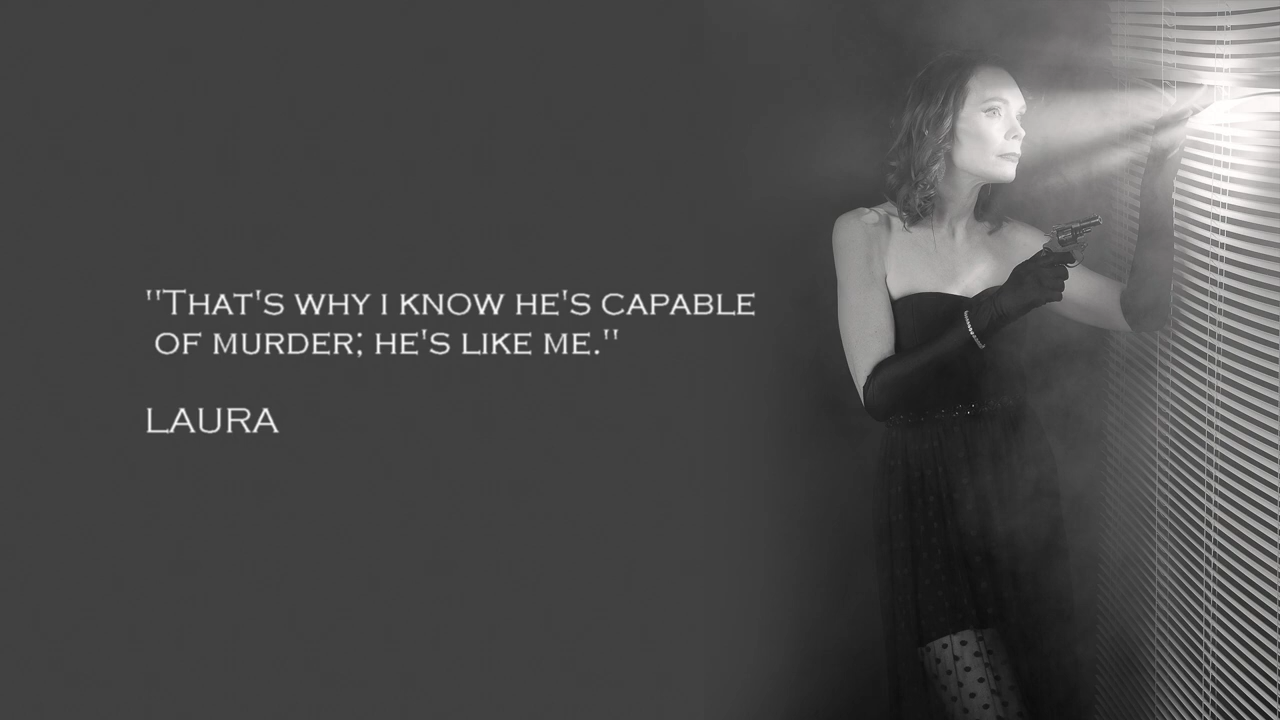 "THAT'S WHY I KNOW HE'S CAPABLE
OF MURDER; HE'S LIKE ME."
LAURA